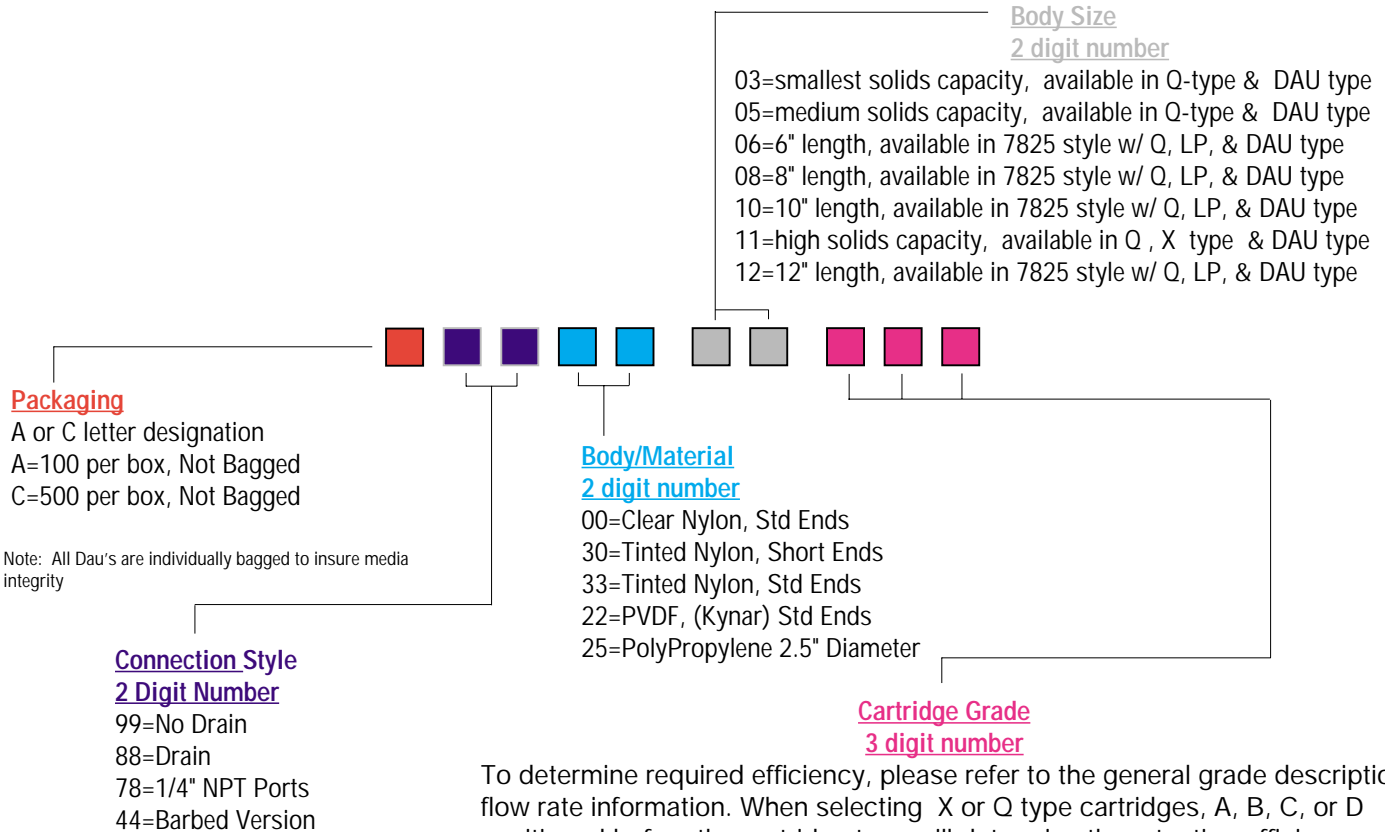 Body Size
2 digit number
03=smallest solids capacity, available in Q-type & DAU type
05=medium solids capacity, available in Q-type & DAU type
06=6" length, available in 7825 style w/ Q, LP, & DAU type
08=8" length, available in 7825 style w/ Q, LP, & DAU type
10=10" length, available in 7825 style w/ Q, LP, & DAU type
11=high solids capacity, available in Q , X type & DAU type
12=12" length, available in 7825 style w/ Q, LP, & DAU type
Packaging
A or C letter designation
A=100 per box, Not Bagged
C=500 per box, Not Bagged
Note: All Dau's are individually bagged to insure media
integrity
Body/Material
2 digit number
00=Clear Nylon, Std Ends
30=Tinted Nylon, Short Ends
33=Tinted Nylon, Std Ends
22=PVDF, (Kynar) Std Ends
25=PolyPropylene 2.5" Diameter
Connection Style
2 Digit Number
99=No Drain
88=Drain
78=1/4" NPT Ports
44=Barbed Version
Cartridge Grade
3 digit number
To determine required efficiency, please refer to the general grade descriptio
flow rate information. When selecting X or Q type cartridges, A, B, C, or D